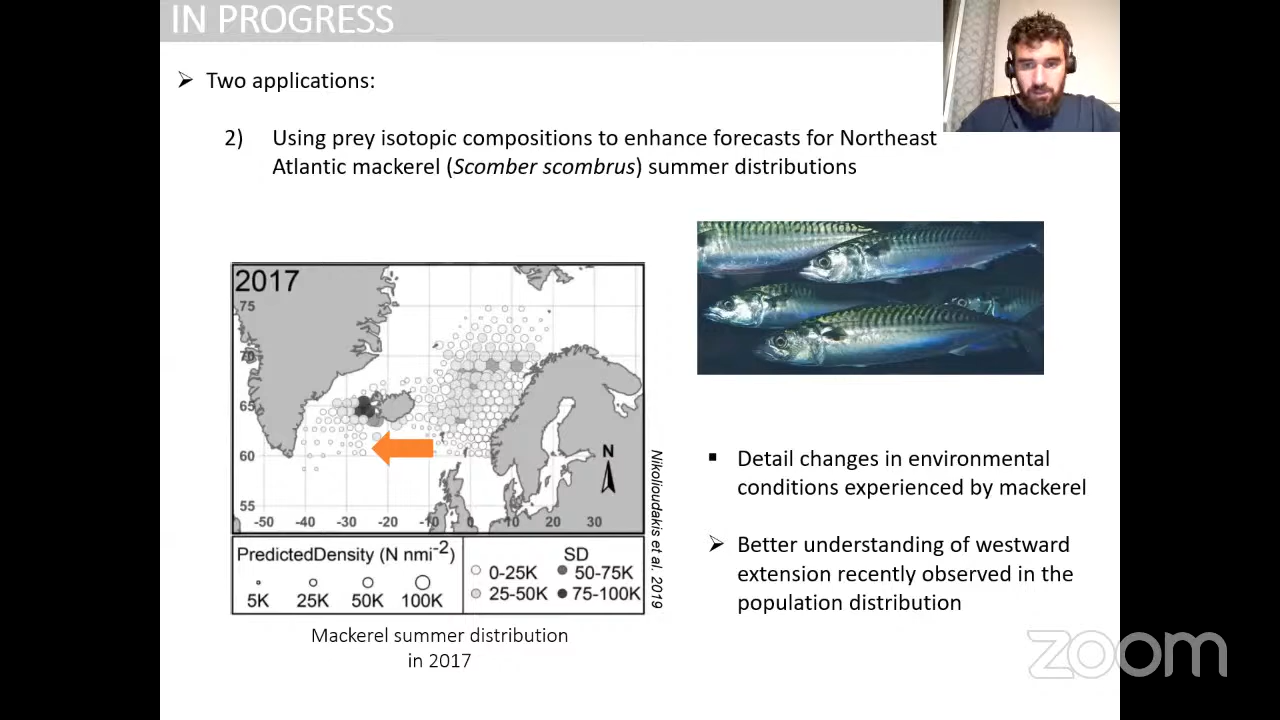 IN PROGRESS
➢ Two applications:
2) Using prey isotopic compositions to enhance forecasts for Northeast
Atlantic mackerel (Scomber scombrus) summer distributions
2017
75
70
65
60
55
-50 -40 -30 -20 -10 0 10 20 30
N
Nikolioudakis et al. 2019
PredictedDensity (N nmi-2)
5K 25K 50K 100K
SD
0-25K 50-75K
25-50K 75-100K
Mackerel summer distribution
in 2017
▪ Detail changes in environmental
conditions experienced by mackerel
➢ Better understanding of westward
extension recently observed in the
population distribution
zoom